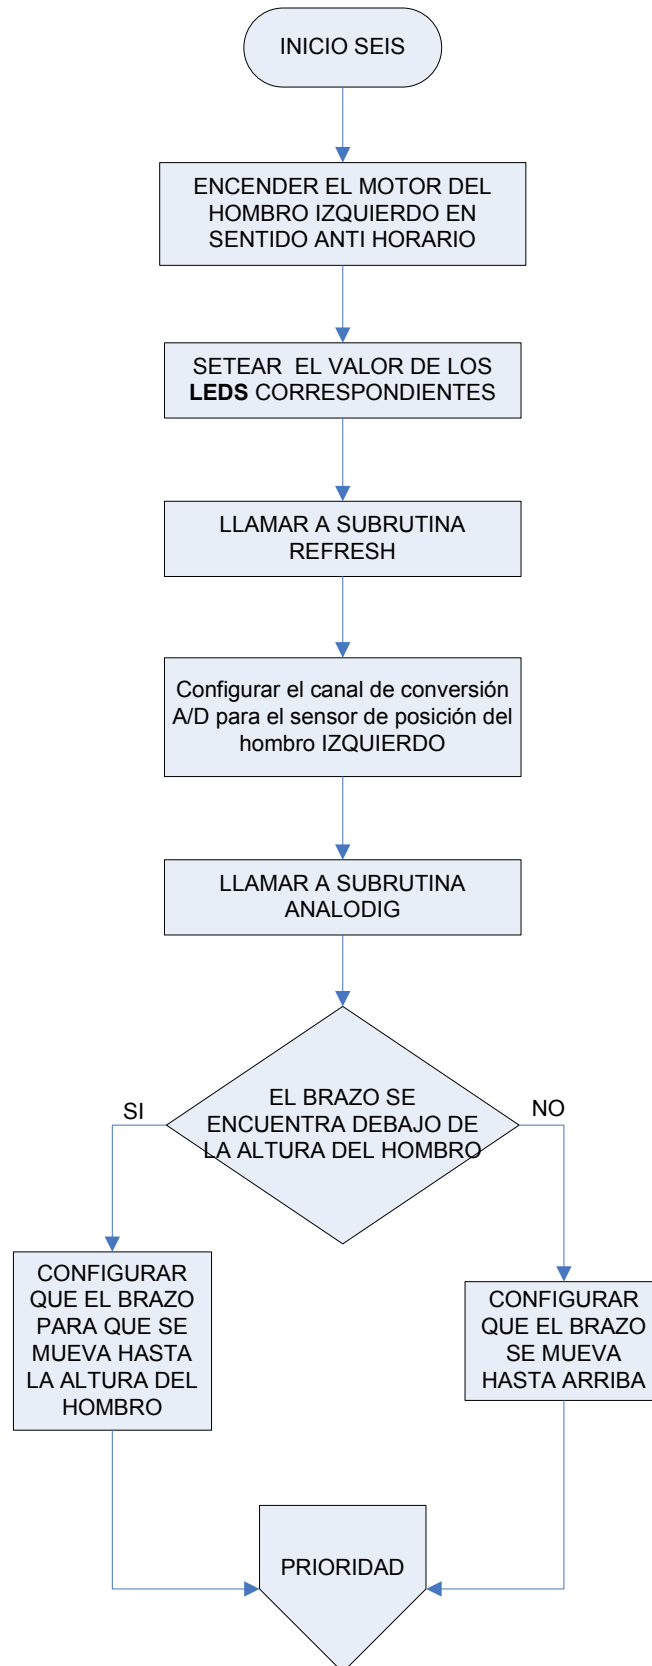 INICIO SEIS
ENCENDER EL MOTOR DEL
HOMBRO IZQUIERDO EN
SENTIDO ANTI HORARIO
SETEAR  EL VALOR DE LOS
LEDS CORRESPONDIENTES
LLAMAR A SUBRUTINA
REFRESH
Configurar el canal de conversión
A/D para el sensor de posición del
hombro IZQUIERDO
LLAMAR A SUBRUTINA
ANALODIG
EL BRAZO SE
ENCUENTRA DEBAJO DE
LA ALTURA DEL HOMBRO
SI
NO
CONFIGURAR
QUE EL BRAZO
PARA QUE SE
MUEVA HASTA
LA ALTURA DEL
HOMBRO
CONFIGURAR
QUE EL BRAZO
SE MUEVA
HASTA ARRIBA
PRIORIDAD